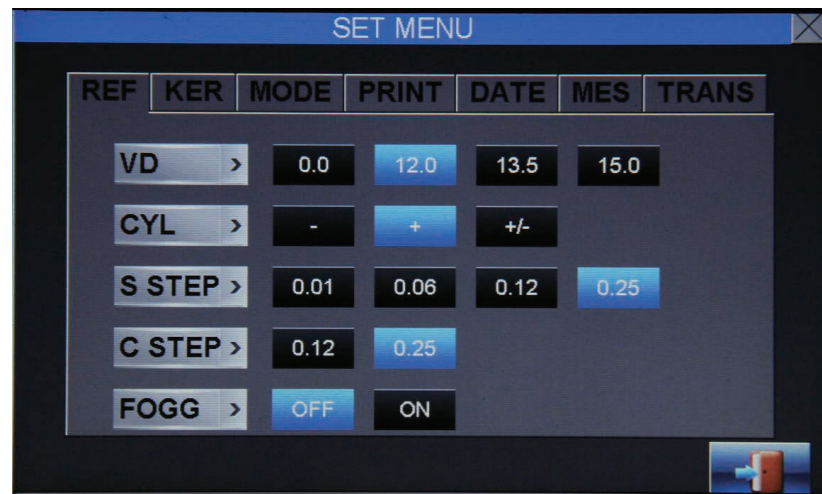 SET MENU
REF KER MODE PRINT DATE MES TRANS
VD > 0.0 12.0 13.5 15.0
CYL > - + +/-
S STEP > 0.01 0.06 0.12 0.25
C STEP > 0.12 0.25
FOGG > OFF ON